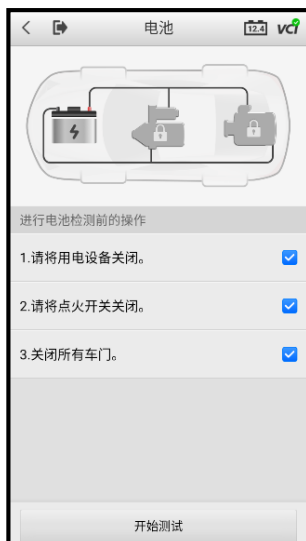 电池
12.4
VCI
进行电池检测前的操作
1.请将用电设备关闭。
2.请将点火开关关闭。
3.关闭所有车门。
开始测试